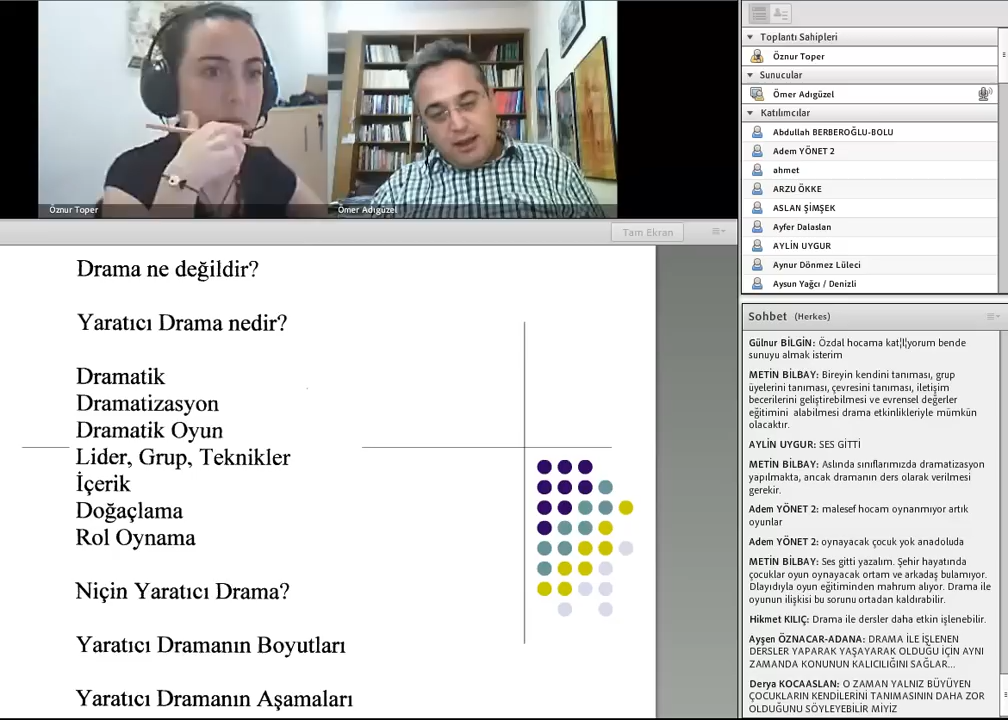 Öznur Toper
Ömer Adıgüzel
Tam Ekran
Drama ne değildir?
Yaratıcı Drama nedir?
Dramatik
Dramatizasyon
Dramatik Oyun
Lider, Grup, Teknikler
İçerik
Doğaçlama
Rol Oynama
Niçin Yaratıcı Drama?
Yaratıcı Dramanın Boyutları
Yaratıcı Dramanın Aşamaları
Toplantı Sahipleri
Öznur Toper
Sunucular
Ömer Adıgüzel
Katılımcılar
Abdullah BERBEROĞLU-BOLU
Adem YÖNET 2
ahmet
ARZU ÖKKE
ASLAN ŞİMŞEK
Ayfer Dalaslan
AYLİN UYGUR
Aynur Dönmez Lüleci
Aysun Yağcı / Denizli
Sohbet (Herkes)
Gülnur BİLGİN: Özdal hocama kat¦l¦yorum bende
sunuyu almak isterim
METİN BİLBAY: Bireyin kendini tanıması, grup
üyelerini tanıması, çevresini tanıması, iletişim
becerilerini geliştirebilmesi ve evrensel değerler
eğitimini alabilmesi drama etkinlikleriyle mümkün
olacaktır.
AYLİN UYGUR: SES GİTTİ
METİN BİLBAY: Aslında sınıflarımızda dramatizasyon
yapılmakta, ancak dramanın ders olarak verilmesi
gerekir.
Adem YÖNET 2: malesef hocam oynanmıyor artık
oyunlar
Adem YÖNET 2: oynayacak çocuk yok anadoluda
METİN BİLBAY: Ses gitti yazalım. Şehir hayatında
çocuklar oyun oynayacak ortam ve arkadaş bulamıyor.
Dlayıdıyla oyun eğitiminden mahrum alıyor. Drama ile
oyunun ilişkisi bu sorunu ortadan kaldırabilir.
Hikmet KILIÇ: Drama ile dersler daha etkin işlenebilir.
Ayşen ÖZNACAR-ADANA: DRAMA İLE İŞLENEN
DERSLER YAPARAK YAŞAYARAK OLDUĞU İÇİN AYNI
ZAMANDA KONUNUN KALICILIĞINI SAĞLAR...
Derya KOCAASLAN: O ZAMAN YALNIZ BÜYÜYEN
ÇOCUKLARIN KENDİLERİNİ TANIMASININ DAHA ZOR
OLDUĞUNU SÖYLEYEBİLİR MİYİZ